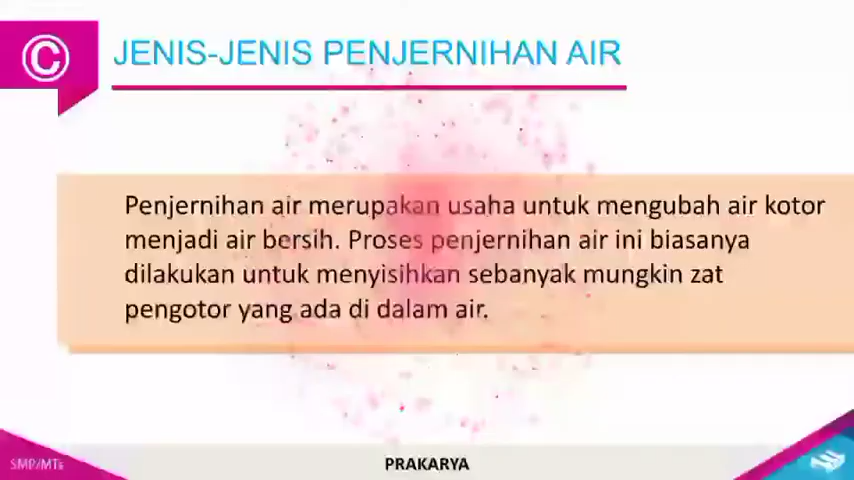 ©
JENIS-JENIS PENJERNIHAN AIR
Penjernihan air merupakan usaha untuk mengubah air kotor
menjadi air bersih. Proses penjernihan air ini biasanya
dilakukan untuk menyisihkan sebanyak mungkin zat
pengotor yang ada di dalam air.
SMP/MTs
PRAKARYA